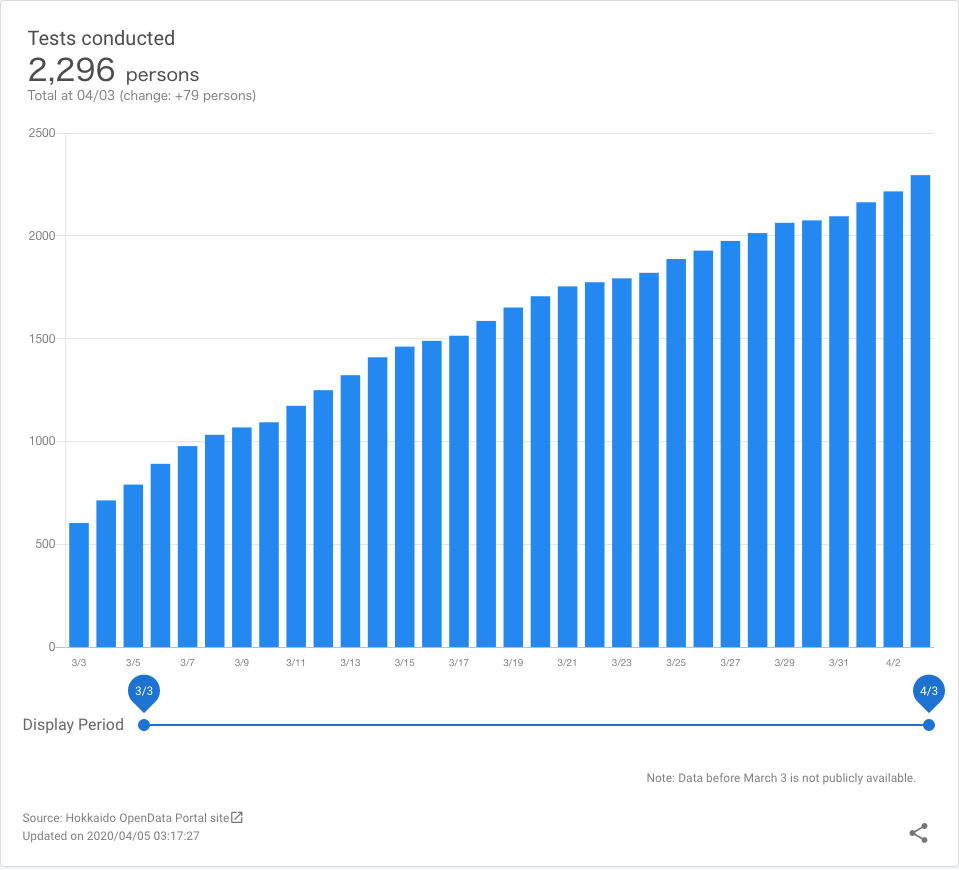 Tests conducted
2,296 persons
Total at 04/03 (change: +79 persons)
2500
2000
1500
1000
500
0
3/3 3/5 3/7 3/9 3/11 3/13 3/15 3/17 3/19 3/21 3/23 3/25 3/27 3/29 3/31 4/2
3/3 4/3
Display Period
Note: Data before March 3 is not publicly available.
Source: Hokkaido OpenData Portal site
Updated on 2020/04/05 03:17:27